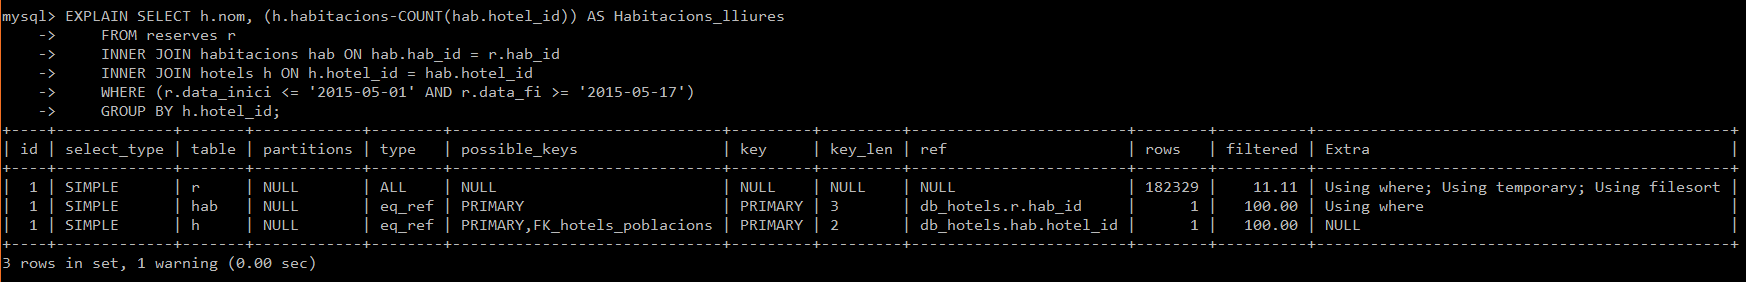 mysql> EXPLAIN SELECT h.nom, (h.habitacions-COUNT(hab.hotel_id)) AS Habitacions_lliures
    ->     FROM reserves r
    ->     INNER JOIN habitacions hab ON hab.hab_id = r.hab_id
    ->     INNER JOIN hotels h ON h.hotel_id = hab.hotel_id
    ->     WHERE (r.data_inici <= '2015-05-01' AND r.data_fi >= '2015-05-17')
    ->     GROUP BY h.hotel_id;
+----+-------------+-------+------------+--------+------------------------------+---------+---------+-----------------------+--------+----------+----------------------------------------------+
| id | select_type | table | partitions | type   | possible_keys                | key     | key_len | ref                   | rows   | filtered | Extra                                        |
+----+-------------+-------+------------+--------+------------------------------+---------+---------+-----------------------+--------+----------+----------------------------------------------+
|  1 | SIMPLE      | r     | NULL       | ALL    | NULL                         | NULL    | NULL    | NULL                  | 182329 |    11.11 | Using where; Using temporary; Using filesort |
|  1 | SIMPLE      | hab   | NULL       | eq_ref | PRIMARY                      | PRIMARY | 3       | db_hotels.r.hab_id    |      1 |   100.00 | Using where                                  |
|  1 | SIMPLE      | h     | NULL       | eq_ref | PRIMARY,FK_hotels_poblacions | PRIMARY | 2       | db_hotels.hab.hotel_id |      1 |   100.00 | NULL                                         |
+----+-------------+-------+------------+--------+------------------------------+---------+---------+-----------------------+--------+----------+----------------------------------------------+
3 rows in set, 1 warning (0.00 sec)